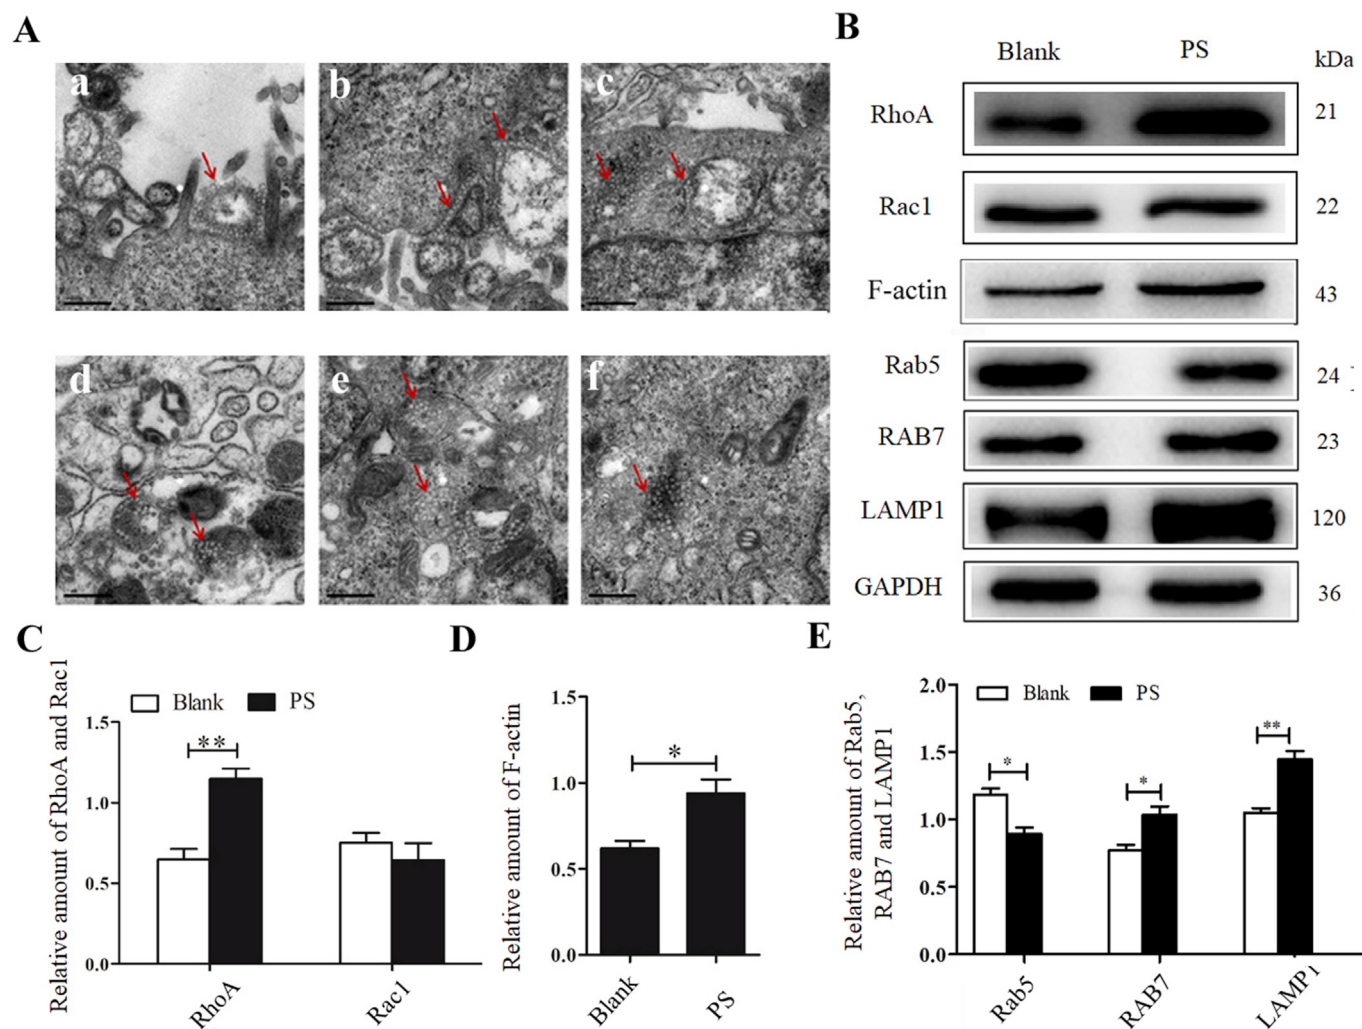 A
a
b
c
d
e
f
B
Blank PS kDa
RhoA 21
Rac1 22
F-actin 43
Rab5 24
RAB7 23
LAMP1 120
GAPDH 36
C
Relative amount of RhoA and Rac1
Blank PS
1.5
1.0
0.5
0.0
**
RhoA Rac1
D
Relative amount of F-actin
1.5
1.0
0.5
0.0
*
Blank PS
E
Relative amount of Rab5,
RAB7 and LAMP1
Blank PS
2.0
1.5
1.0
0.5
0.0
*
*
**
Rab5 RAB7 LAMP1